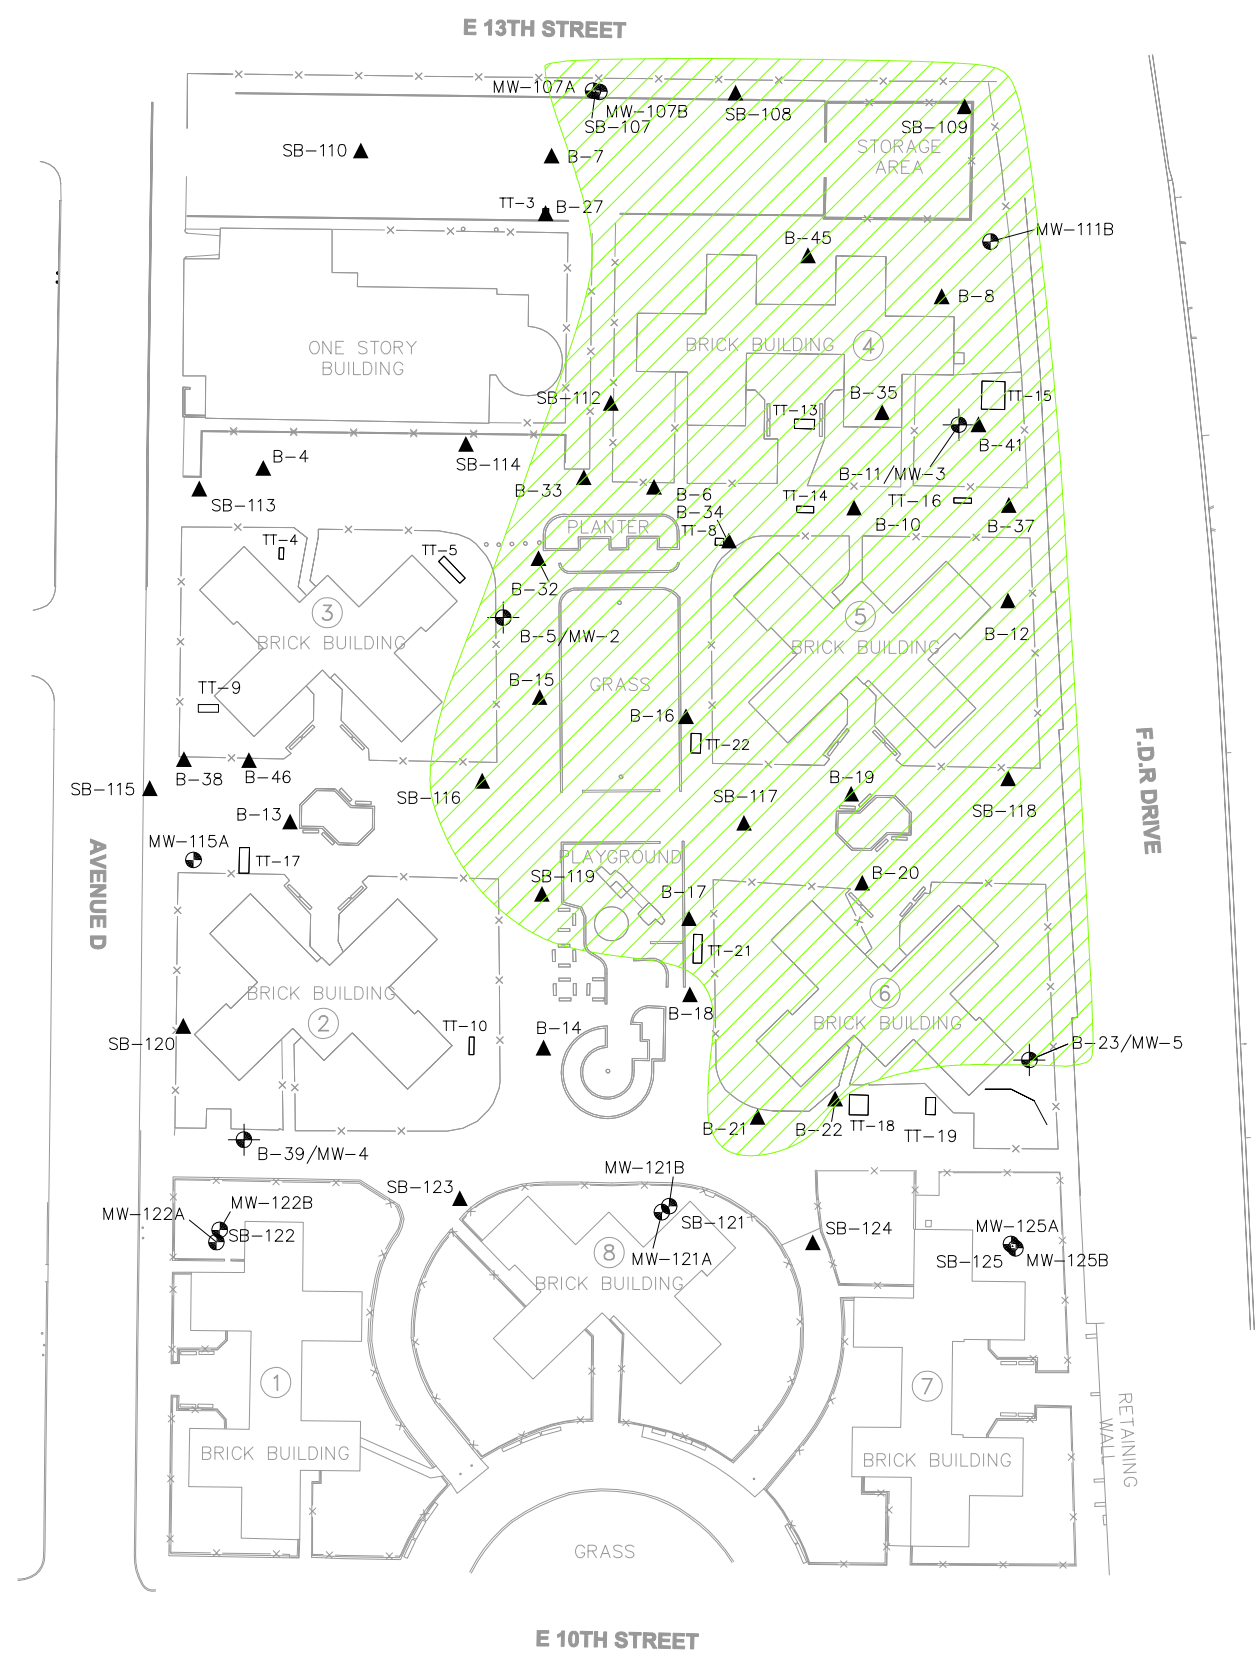 E 13TH STREET
MW-107A
MW-107B
SB-107
SB-108
SB-109
STORAGE
AREA
SB-110
B-7
TT-3
B-27
MW-111B
B-45
B-8
ONE STORY
BUILDING
BRICK BUILDING
4
SB-112
B-35
TT-13
TT-15
B-41
SB-114
B-4
B-11/MW-3
SB-113
B-33
B-6
B-34
TT-14
TT-16
B-10
B-37
PLANTER
TT-8
TT-4
TT-5
B-32
3
BRICK BUILDING
B-5/MW-2
5
BRICK BUILDING
B-12
TT-9
B-15
GRASS
B-16
TT-22
B-38
B-46
SB-115
SB-116
SB-117
B-19
SB-118
F.D.R DRIVE
B-13
MW-115A
TT-17
AVENUE D
PLAYGROUND
SB-119
B-17
B-20
TT-21
BRICK BUILDING
2
6
BRICK BUILDING
B-18
SB-120
TT-10
B-14
B-23/MW-5
B-21
B-22
TT-18
TT-19
B-39/MW-4
MW-121B
SB-123
MW-122A
MW-122B
SB-122
SB-121
MW-121A
8
BRICK BUILDING
SB-124
MW-125A
SB-125
MW-125B
1
7
BRICK BUILDING
BRICK BUILDING
RETAINING
WALL
GRASS
E 10TH STREET